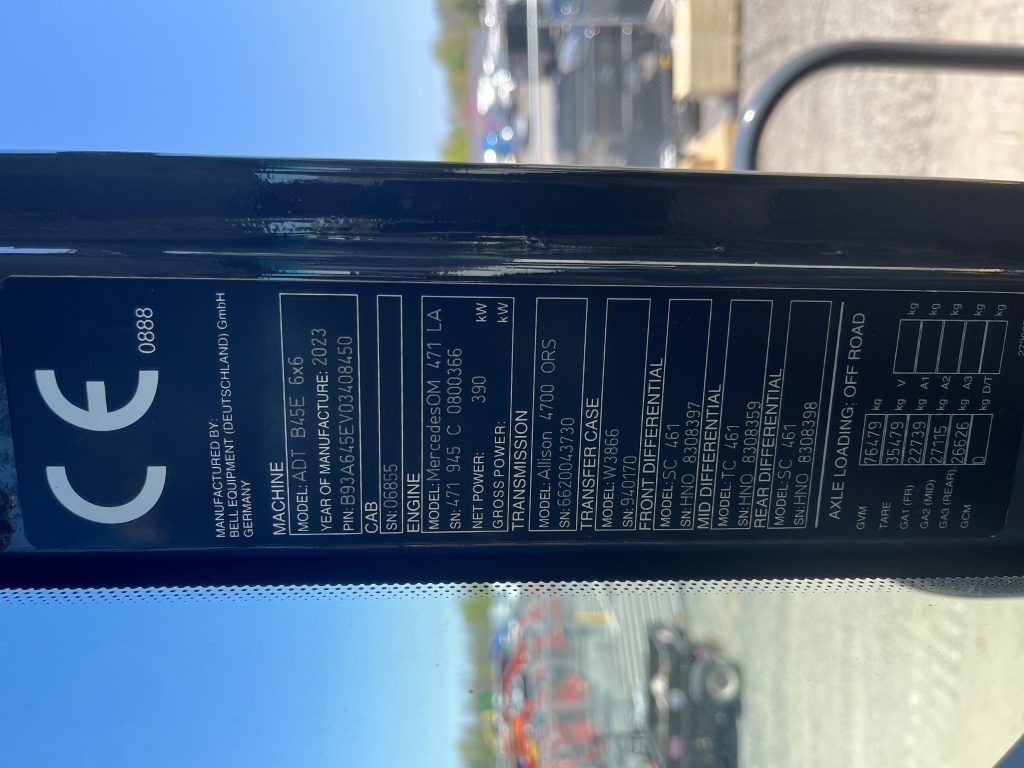 CE 0888
MANUFACTURED BY:
BELL EQUIPMENT (DEUTSCHLAND) GmbH
GERMANY
MACHINE
MODEL: ADT B45E 6x6
YEAR OF MANUFACTURE: 2023
PIN: B93A645EV03408450
CAB
SN: 06855
ENGINE
MODEL: MercedesOM 471 LA
SN: 471 945 C 0800366
NET POWER: 390 kW
GROSS POWER: kW
TRANSMISSION
MODEL: Allison 4700 ORS
SN: 6620043730
TRANSFER CASE
MODEL: W3866
SN: 940170
FRONT DIFFERENTIAL
MODEL: SC 461
SN: HNO 8308397
MID DIFFERENTIAL
MODEL: TC 461
SN: HNO 8308359
REAR DIFFERENTIAL
MODEL: SC 461
SN: HNO 8308398
AXLE LOADING: OFF ROAD
GVM 76479 kg V kg
TARE 35479 kg A1 kg
GA1 (FR) 22739 kg A2 kg
GA2 (MID) 27115 kg A3 kg
GA3 (REAR) 26626 kg D/T kg
GCM 0 kg